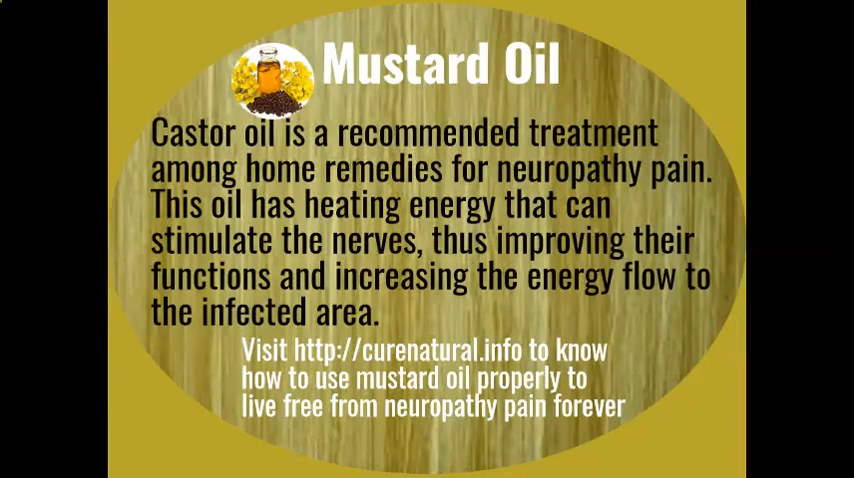 Mustard Oil
Castor oil is a recommended treatment
among home remedies for neuropathy pain.
This oil has heating energy that can
stimulate the nerves, thus improving their
functions and increasing the energy flow to
the infected area.
Visit http://curenatural.info to know
how to use mustard oil properly to
live free from neuropathy pain forever